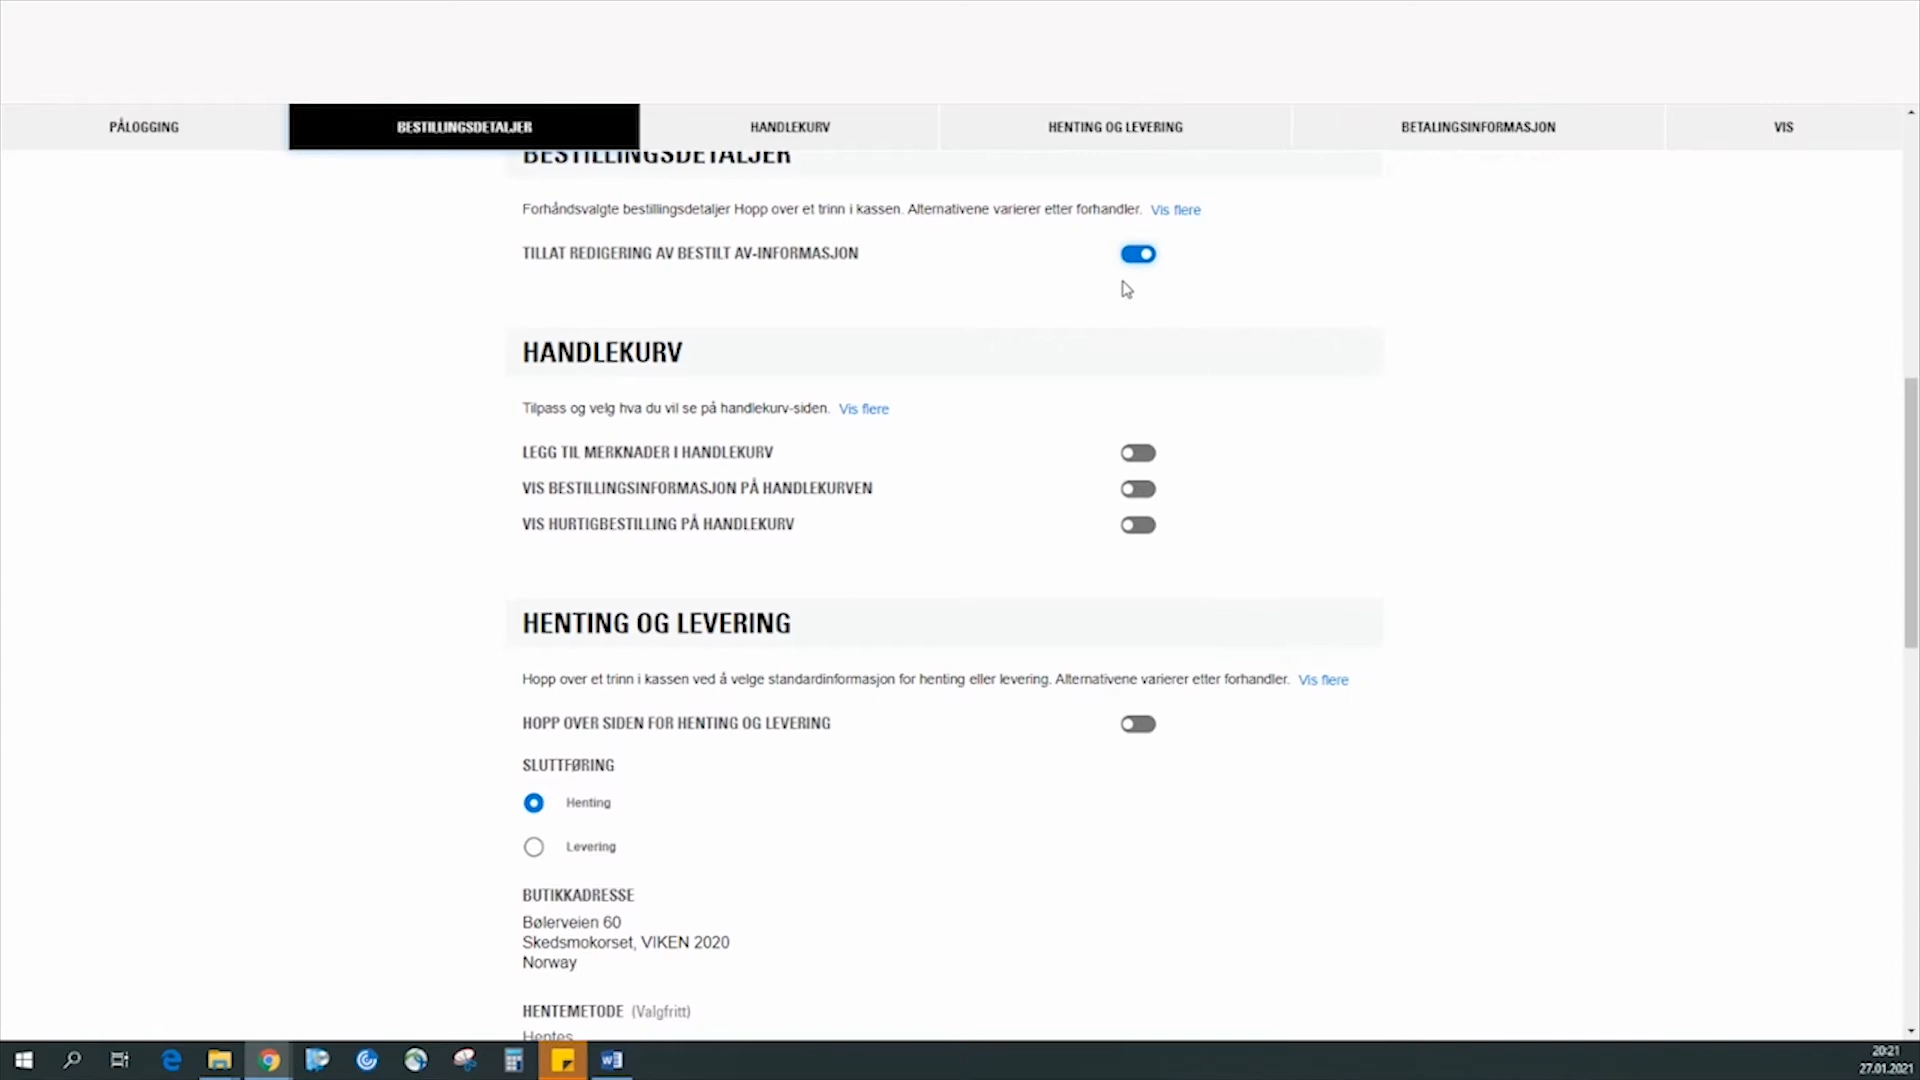 PÅLOGGING
BESTILLINGSDETALJER
HANDLEKURV
HENTING OG LEVERING
BETALINGSINFORMASJON
VIS
BESTILLINGSDETALJER
Forhåndsvalgte bestillingsdetaljer Hopp over et trinn i kassen. Alternativene varierer etter forhandler. Vis flere
TILLAT REDIGERING AV BESTILT AV-INFORMASJON
HANDLEKURV
Tilpass og velg hva du vil se på handlekurv-siden. Vis flere
LEGG TIL MERKNADER I HANDLEKURV
VIS BESTILLINGSINFORMASJON PÅ HANDLEKURVEN
VIS HURTIGBESTILLING PÅ HANDLEKURV
HENTING OG LEVERING
Hopp over et trinn i kassen ved å velge standardinformasjon for henting eller levering. Alternativene varierer etter forhandler. Vis flere
HOPP OVER SIDEN FOR HENTING OG LEVERING
SLUTTFØRING
Henting
Levering
BUTIKKADRESSE
Bølerveien 60
Skedsmokorset, VIKEN 2020
Norway
HENTEMETODE (Valgfritt)
Hentes
20:21
27.01.2021